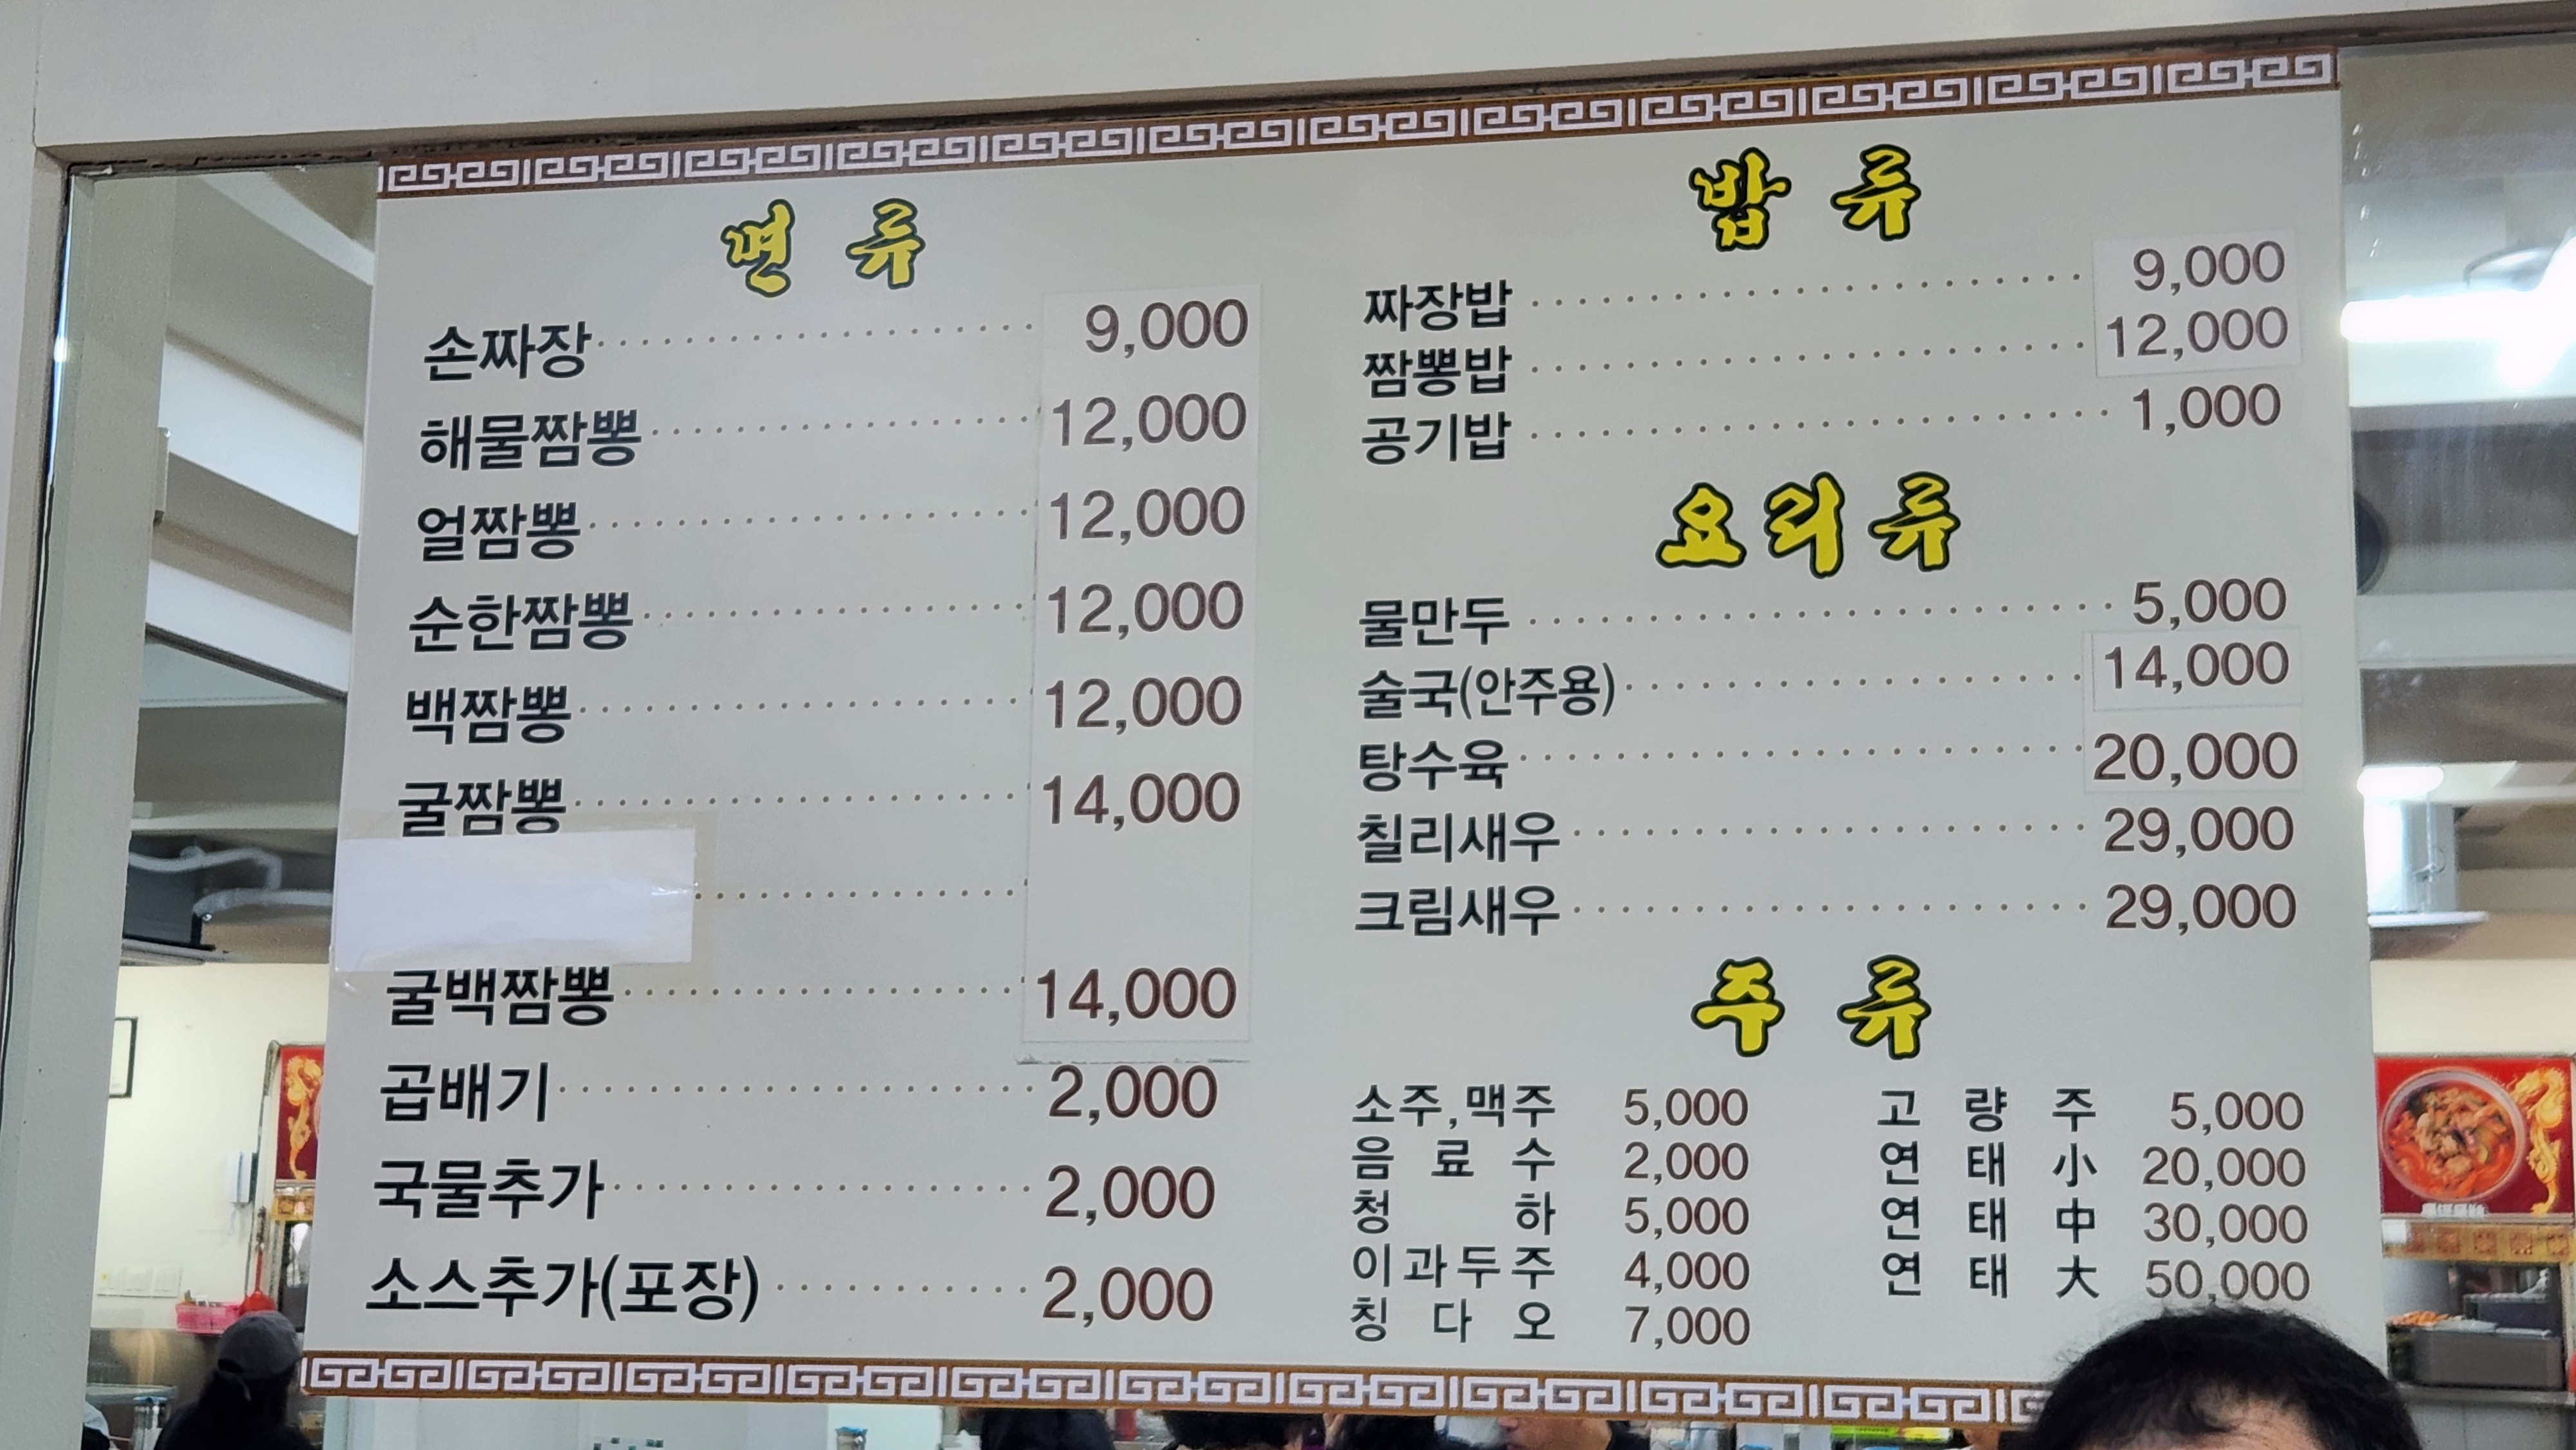 면 류
손짜장 9,000
해물짬뽕 12,000
얼짬뽕 12,000
순한짬뽕 12,000
백짬뽕 12,000
굴짬뽕 14,000
굴백짬뽕 14,000
곱배기 2,000
국물추가 2,000
소스추가(포장) 2,000
밥 류
짜장밥 9,000
짬뽕밥 12,000
공기밥 1,000
요리류
물만두 5,000
술국(안주용) 14,000
탕수육 20,000
칠리새우 29,000
크림새우 29,000
주 류
소주,맥주 5,000
음 료 수 2,000
청 하 5,000
이과두주 4,000
칭 다 오 7,000
고 량 주 5,000
연 태 小 20,000
연 태 中 30,000
연 태 大 50,000